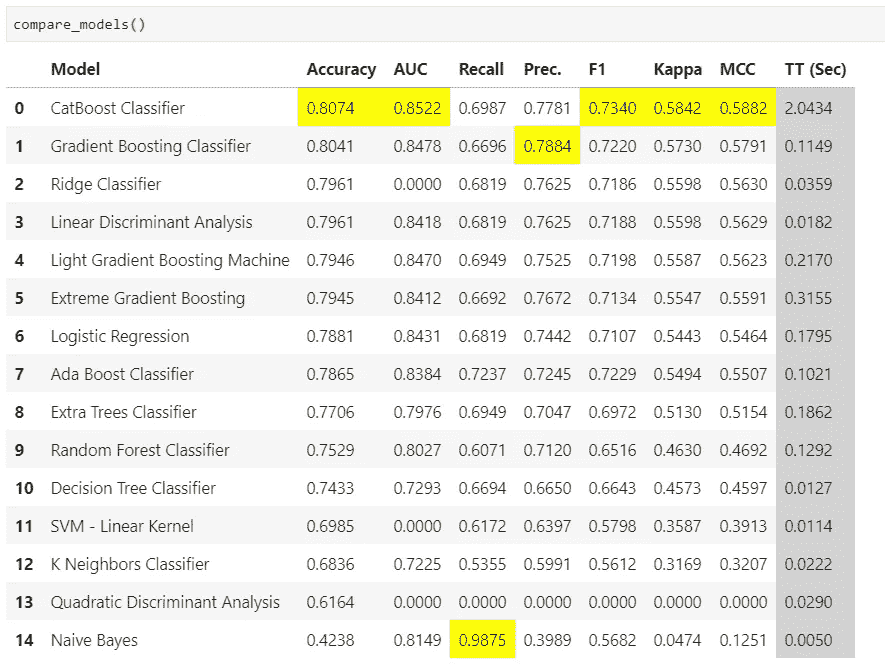 compare_models()
Model Accuracy AUC Recall Prec. F1 Kappa MCC TT (Sec)
0 CatBoost Classifier 0.8074 0.8522 0.6987 0.7781 0.7340 0.5842 0.5882 2.0434
1 Gradient Boosting Classifier 0.8041 0.8478 0.6696 0.7884 0.7220 0.5730 0.5791 0.1149
2 Ridge Classifier 0.7961 0.0000 0.6819 0.7625 0.7186 0.5598 0.5630 0.0359
3 Linear Discriminant Analysis 0.7961 0.8418 0.6819 0.7625 0.7188 0.5598 0.5629 0.0182
4 Light Gradient Boosting Machine 0.7946 0.8470 0.6949 0.7525 0.7198 0.5587 0.5623 0.2170
5 Extreme Gradient Boosting 0.7945 0.8412 0.6692 0.7672 0.7134 0.5547 0.5591 0.3155
6 Logistic Regression 0.7881 0.8431 0.6819 0.7442 0.7107 0.5443 0.5464 0.1795
7 Ada Boost Classifier 0.7865 0.8384 0.7237 0.7245 0.7229 0.5494 0.5507 0.1021
8 Extra Trees Classifier 0.7706 0.7976 0.6949 0.7047 0.6972 0.5130 0.5154 0.1862
9 Random Forest Classifier 0.7529 0.8027 0.6071 0.7120 0.6516 0.4630 0.4692 0.1292
10 Decision Tree Classifier 0.7433 0.7293 0.6694 0.6650 0.6643 0.4573 0.4597 0.0127
11 SVM - Linear Kernel 0.6985 0.0000 0.6172 0.6397 0.5798 0.3587 0.3913 0.0114
12 K Neighbors Classifier 0.6836 0.7225 0.5355 0.5991 0.5612 0.3169 0.3207 0.0222
13 Quadratic Discriminant Analysis 0.6164 0.0000 0.0000 0.0000 0.0000 0.0000 0.0000 0.0290
14 Naive Bayes 0.4238 0.8149 0.9875 0.3989 0.5682 0.0474 0.1251 0.0050